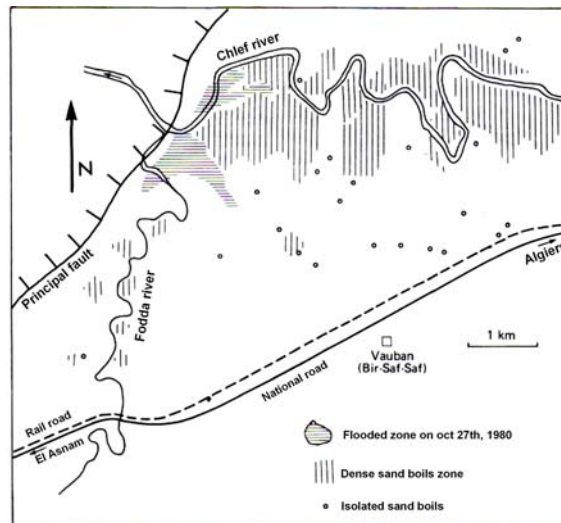 Chlef river
N
Principal fault
Fodda river
Algiers
1 km
Vauban
(Bir-Saf-Saf)
National road
Rail road
El Asnam
Flooded zone on oct 27th, 1980
Dense sand boils zone
Isolated sand boils